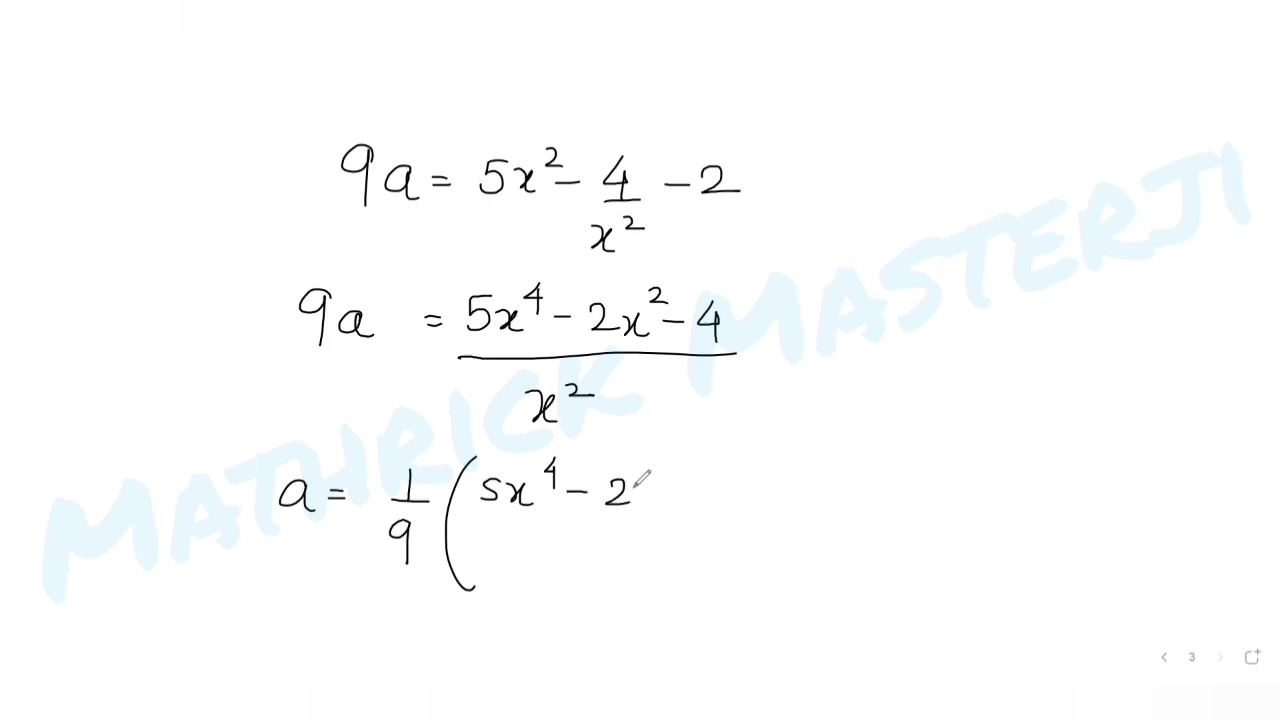 9a = 5x² - 4/x² - 2
9a = (5x⁴ - 2x² - 4)/x²
a = 1/9 (5x⁴ - 2
MATHRICK MASTERJI
3